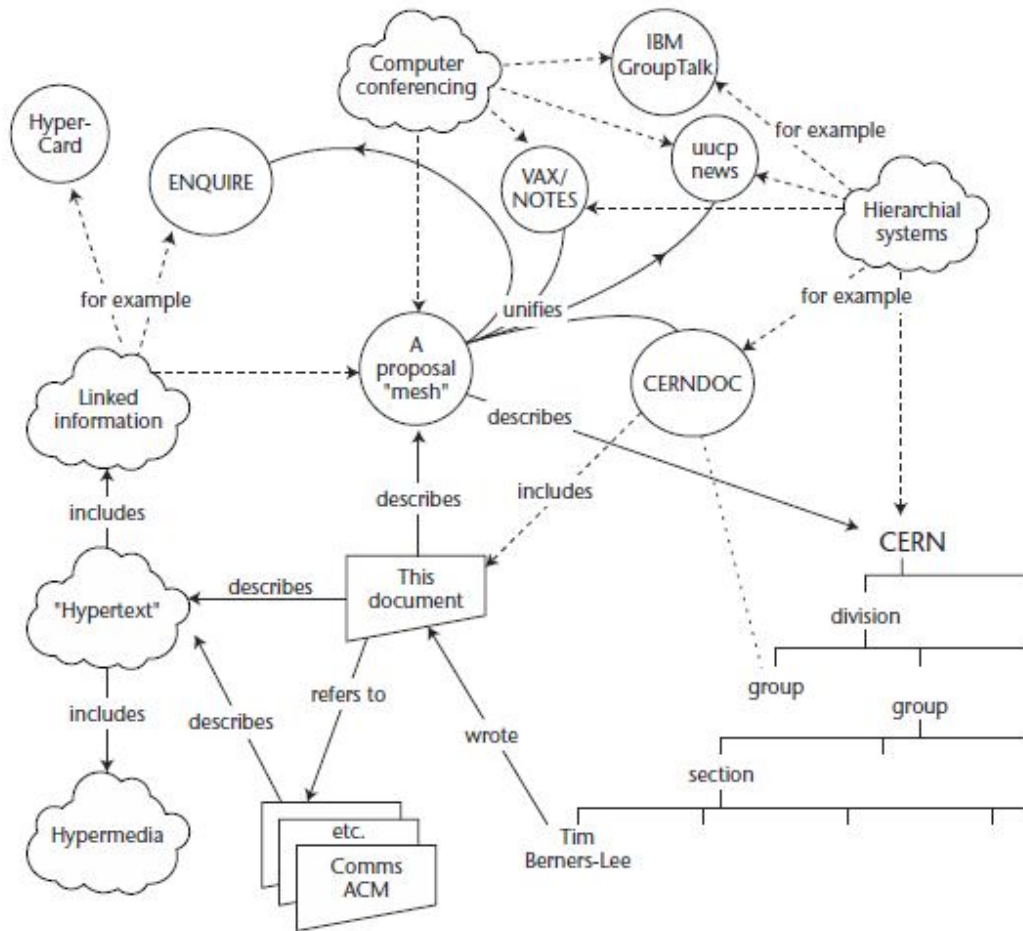 IBM
GroupTalk
Computer
conferencing
Hyper-
Card
for example
uucp
news
ENQUIRE
VAX/
NOTES
Hierarchial
systems
for example
unifies
for example
A
proposal
"mesh"
CERNDOC
Linked
information
describes
includes
describes
includes
CERN
This
document
describes
"Hypertext"
division
refers to
group
includes
describes
group
wrote
section
Hypermedia
etc.
Comms
ACM
Tim
Berners-Lee